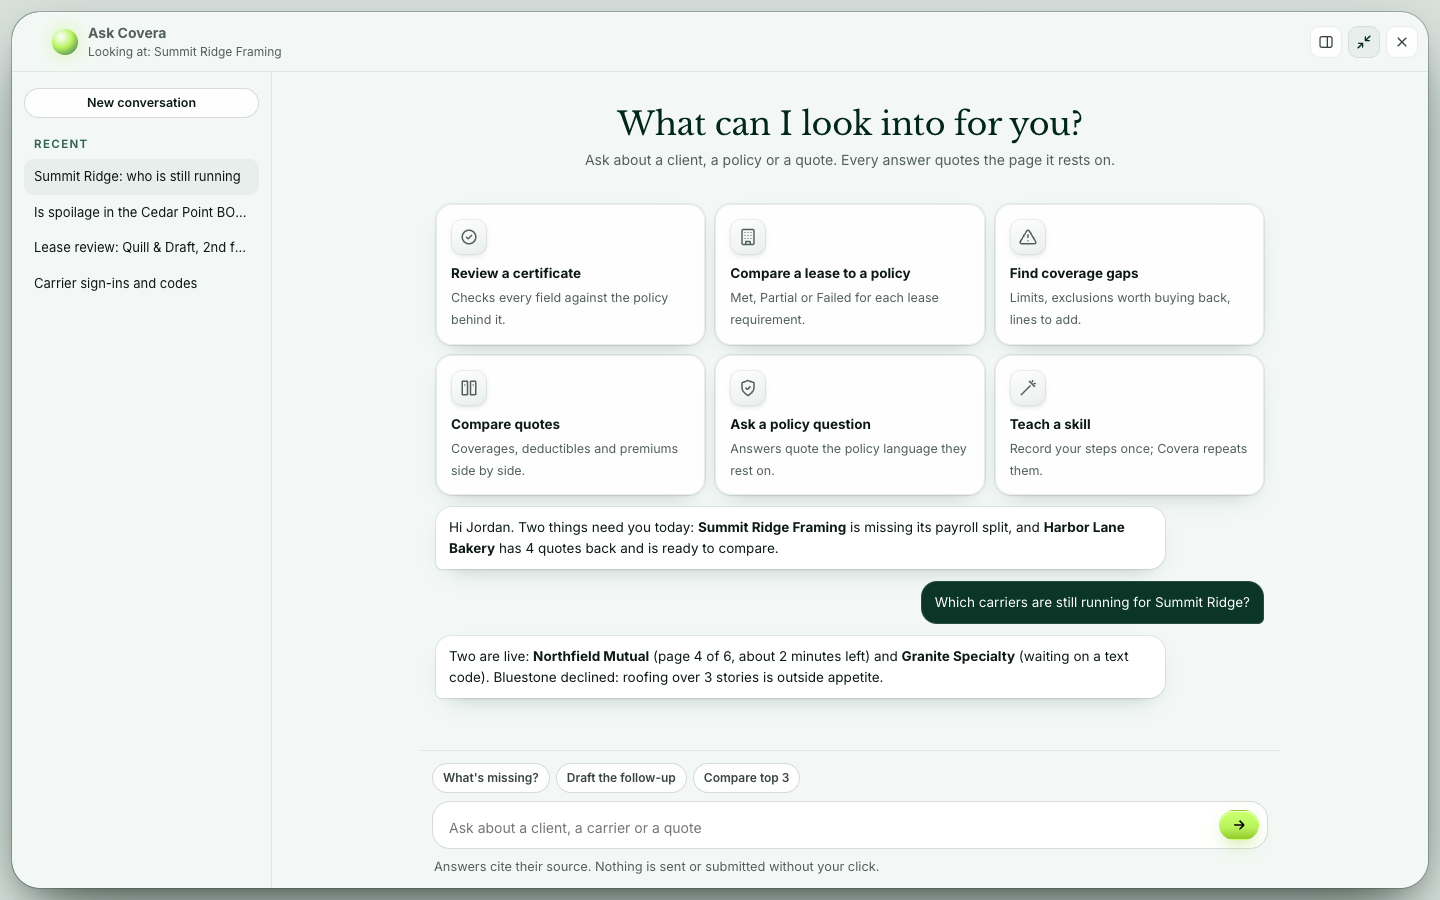 Ask Covera
Looking at: Summit Ridge Framing
New conversation
RECENT
Summit Ridge: who is still running
Is spoilage in the Cedar Point BO...
Lease review: Quill & Draft, 2nd f...
Carrier sign-ins and codes
What can I look into for you?
Ask about a client, a policy or a quote. Every answer quotes the page it rests on.
Review a certificate
Checks every field against the policy
behind it.
Compare a lease to a policy
Met, Partial or Failed for each lease
requirement.
Find coverage gaps
Limits, exclusions worth buying back,
lines to add.
Compare quotes
Coverages, deductibles and premiums
side by side.
Ask a policy question
Answers quote the policy language they
rest on.
Teach a skill
Record your steps once; Covera repeats
them.
Hi Jordan. Two things need you today: Summit Ridge Framing is missing its payroll split, and Harbor Lane
Bakery has 4 quotes back and is ready to compare.
Which carriers are still running for Summit Ridge?
Two are live: Northfield Mutual (page 4 of 6, about 2 minutes left) and Granite Specialty (waiting on a text
code). Bluestone declined: roofing over 3 stories is outside appetite.
What's missing?
Draft the follow-up
Compare top 3
Ask about a client, a carrier or a quote
Answers cite their source. Nothing is sent or submitted without your click.